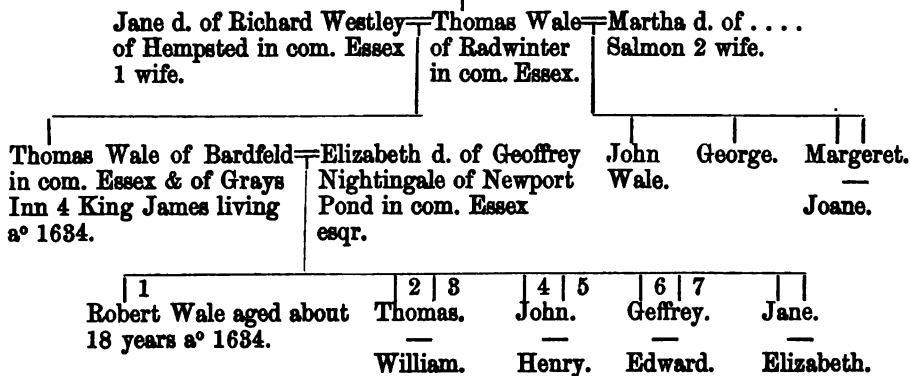 Jane d. of Richard Westley=Thomas Wale=Martha d. of . . . .
of Hempsted in com. Essex of Radwinter Salmon 2 wife.
1 wife. in com. Essex.
Thomas Wale of Bardfeld=Elizabeth d. of Geoffrey John George. Margeret.
in com. Essex & of Grays Nightingale of Newport Wale. —
Inn 4 King James living Pond in com. Essex Joane.
aº 1634. esqr.
1 2 3 4 5 6 7
Robert Wale aged about Thomas. John. Geffrey. Jane.
18 years aº 1634. — — — —
William. Henry. Edward. Elizabeth.